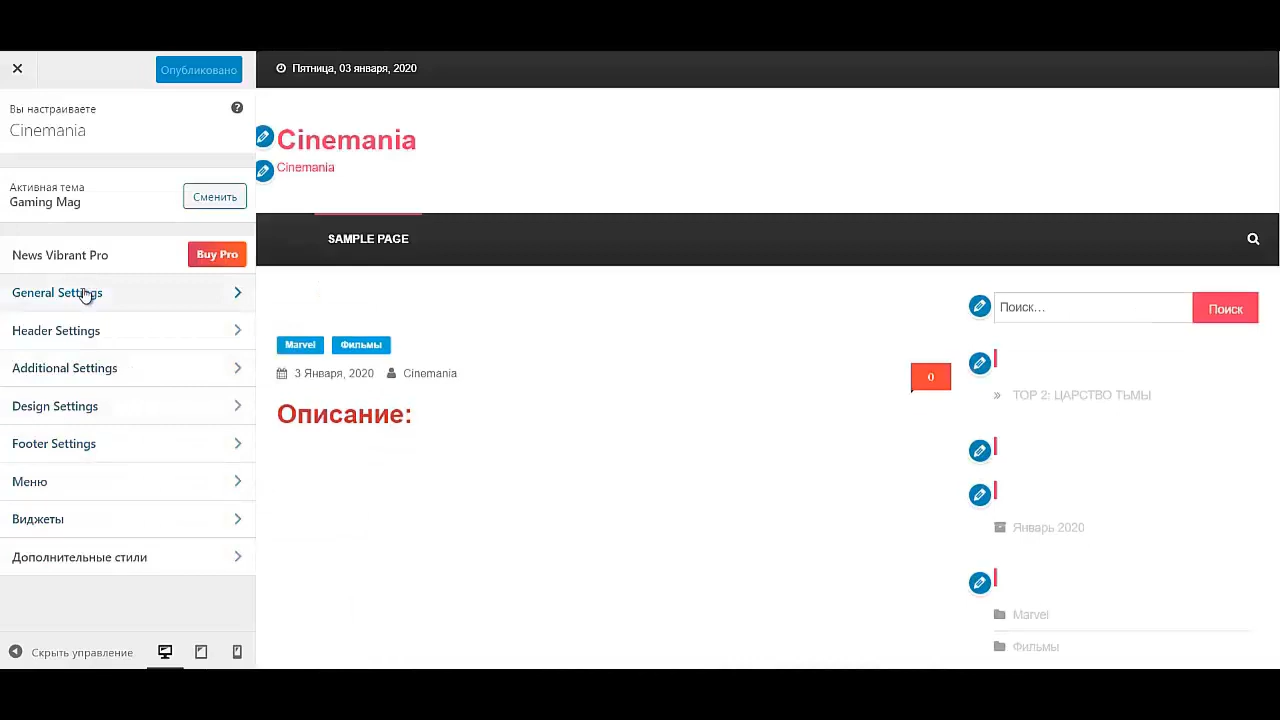 Опубликовано
Вы настраиваете
Cinemania
Активная тема
Gaming Mag
Сменить
News Vibrant Pro
Buy Pro
General Settings
Header Settings
Additional Settings
Design Settings
Footer Settings
Меню
Виджеты
Дополнительные стили
Скрыть управление
Пятница, 03 января, 2020
Cinemania
Cinemania
SAMPLE PAGE
Marvel Фильмы
3 Января, 2020 Cinemania
0
Описание:
Поиск… Поиск
TOP 2: ЦАРСТВО ТЬМЫ
Январь 2020
Marvel
Фильмы